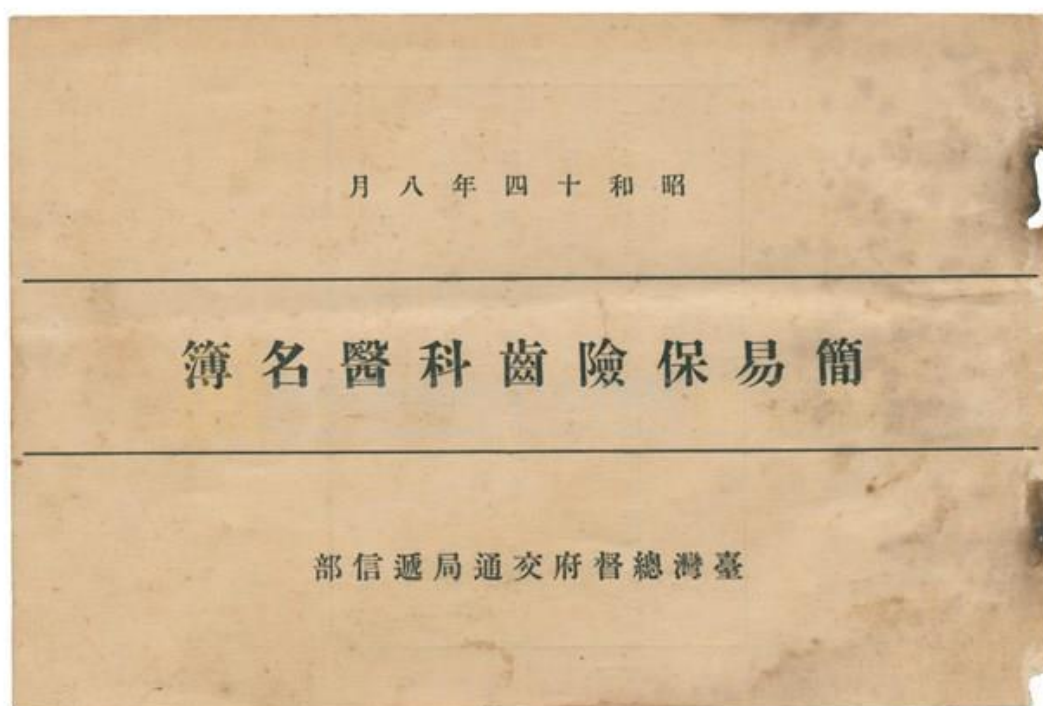 昭和十四年八月
簡易保險齒科醫名簿
臺灣總督府交通局遞信部